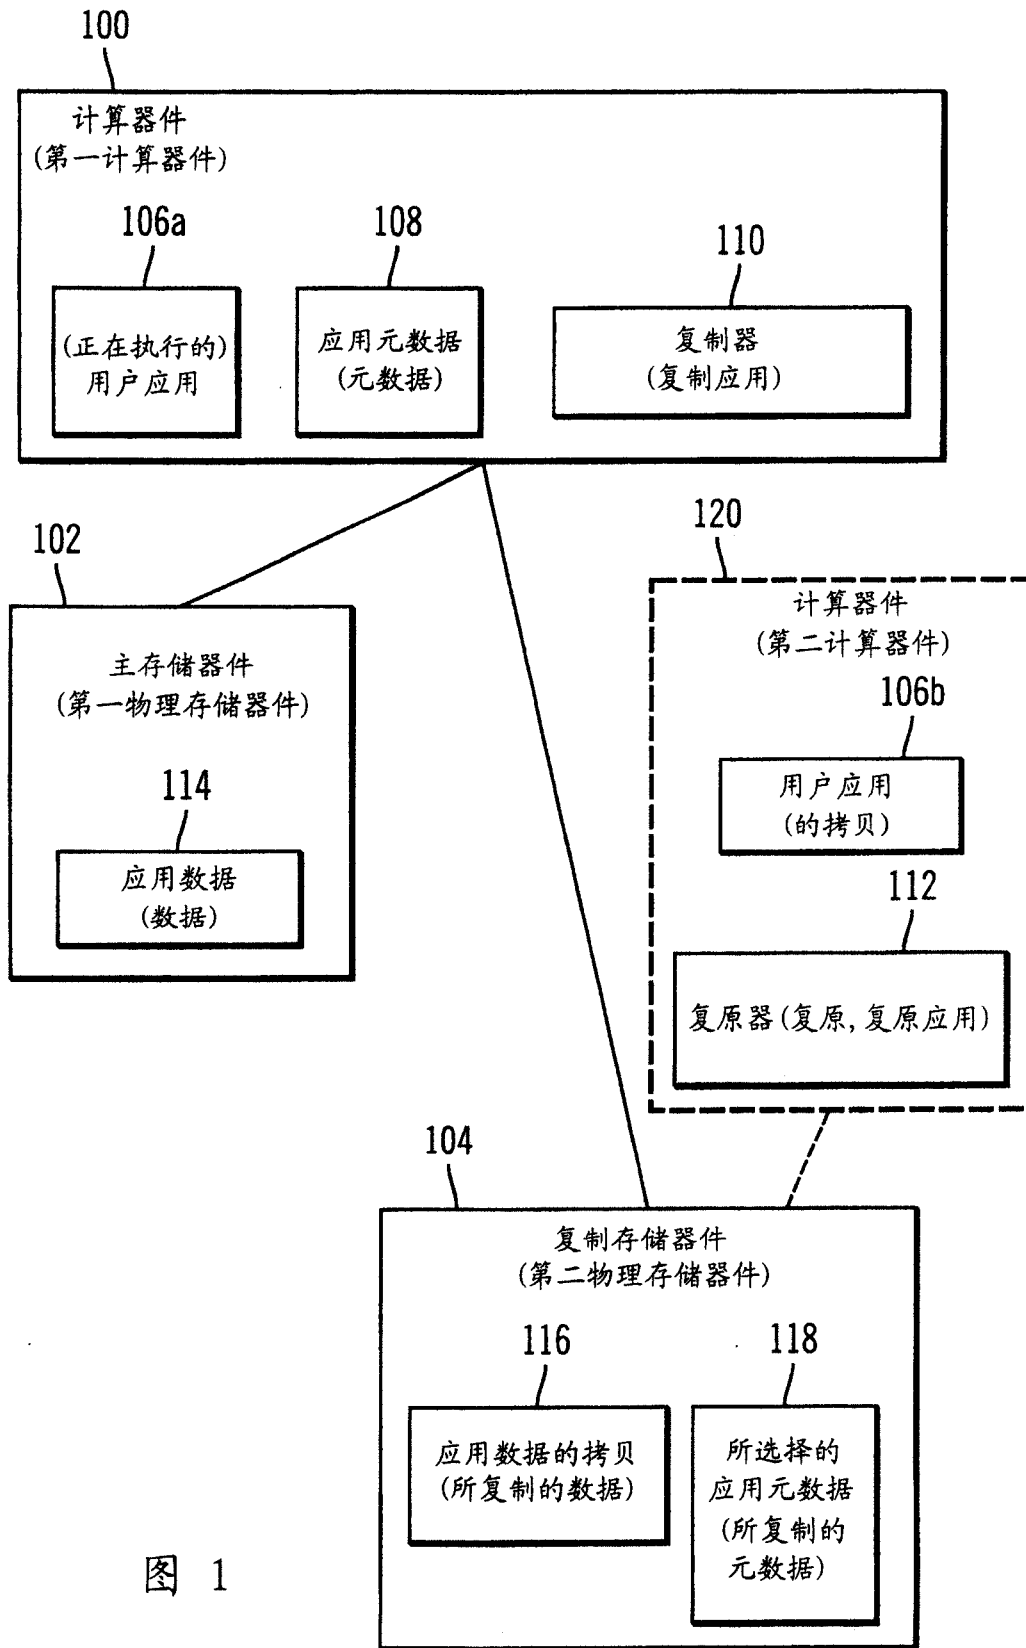 100
计算器件
(第一计算器件)
106a
108
110
(正在执行的)
用户应用
应用元数据
(元数据)
复制器
(复制应用)
102
主存储器件
(第一物理存储器件)
114
应用数据
(数据)
120
计算器件
(第二计算器件)
106b
用户应用
(的拷贝)
112
复原器(复原,复原应用)
104
复制存储器件
(第二物理存储器件)
116
118
应用数据的拷贝
(所复制的数据)
所选择的
应用元数据
(所复制的
元数据)
图 1